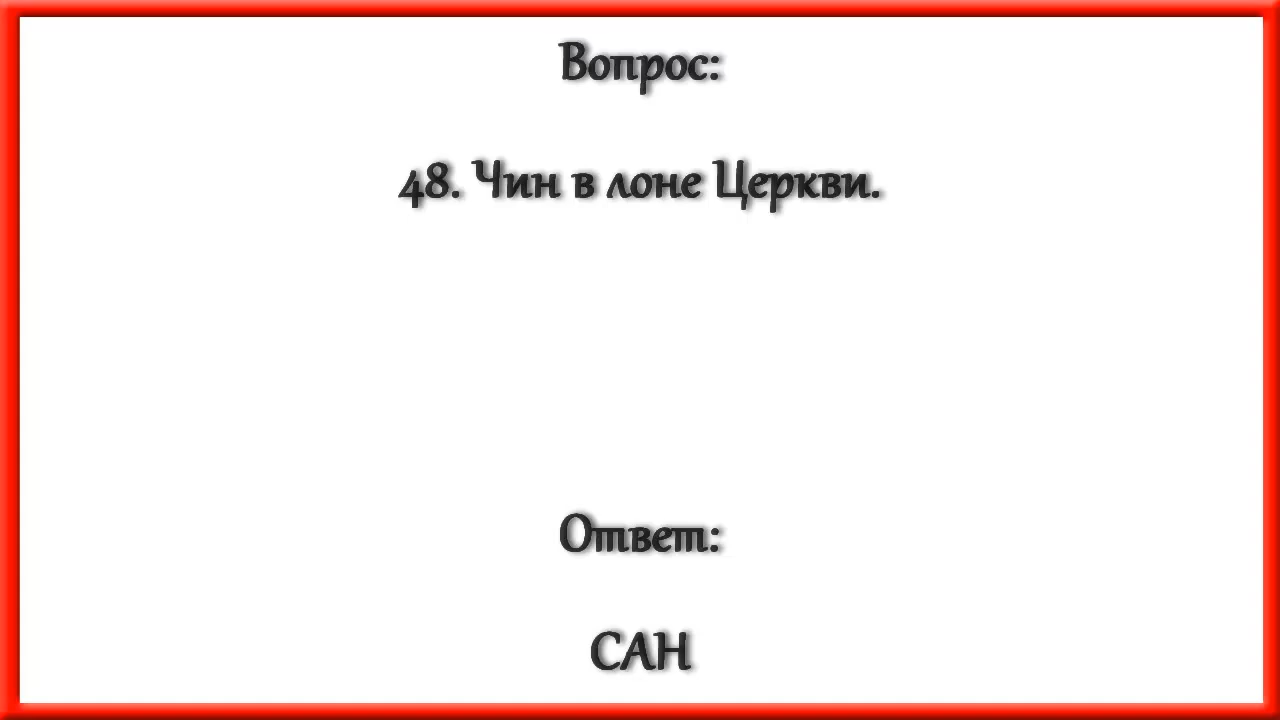 Вопрос:
48. Чин в лоне Церкви.
Ответ:
САН